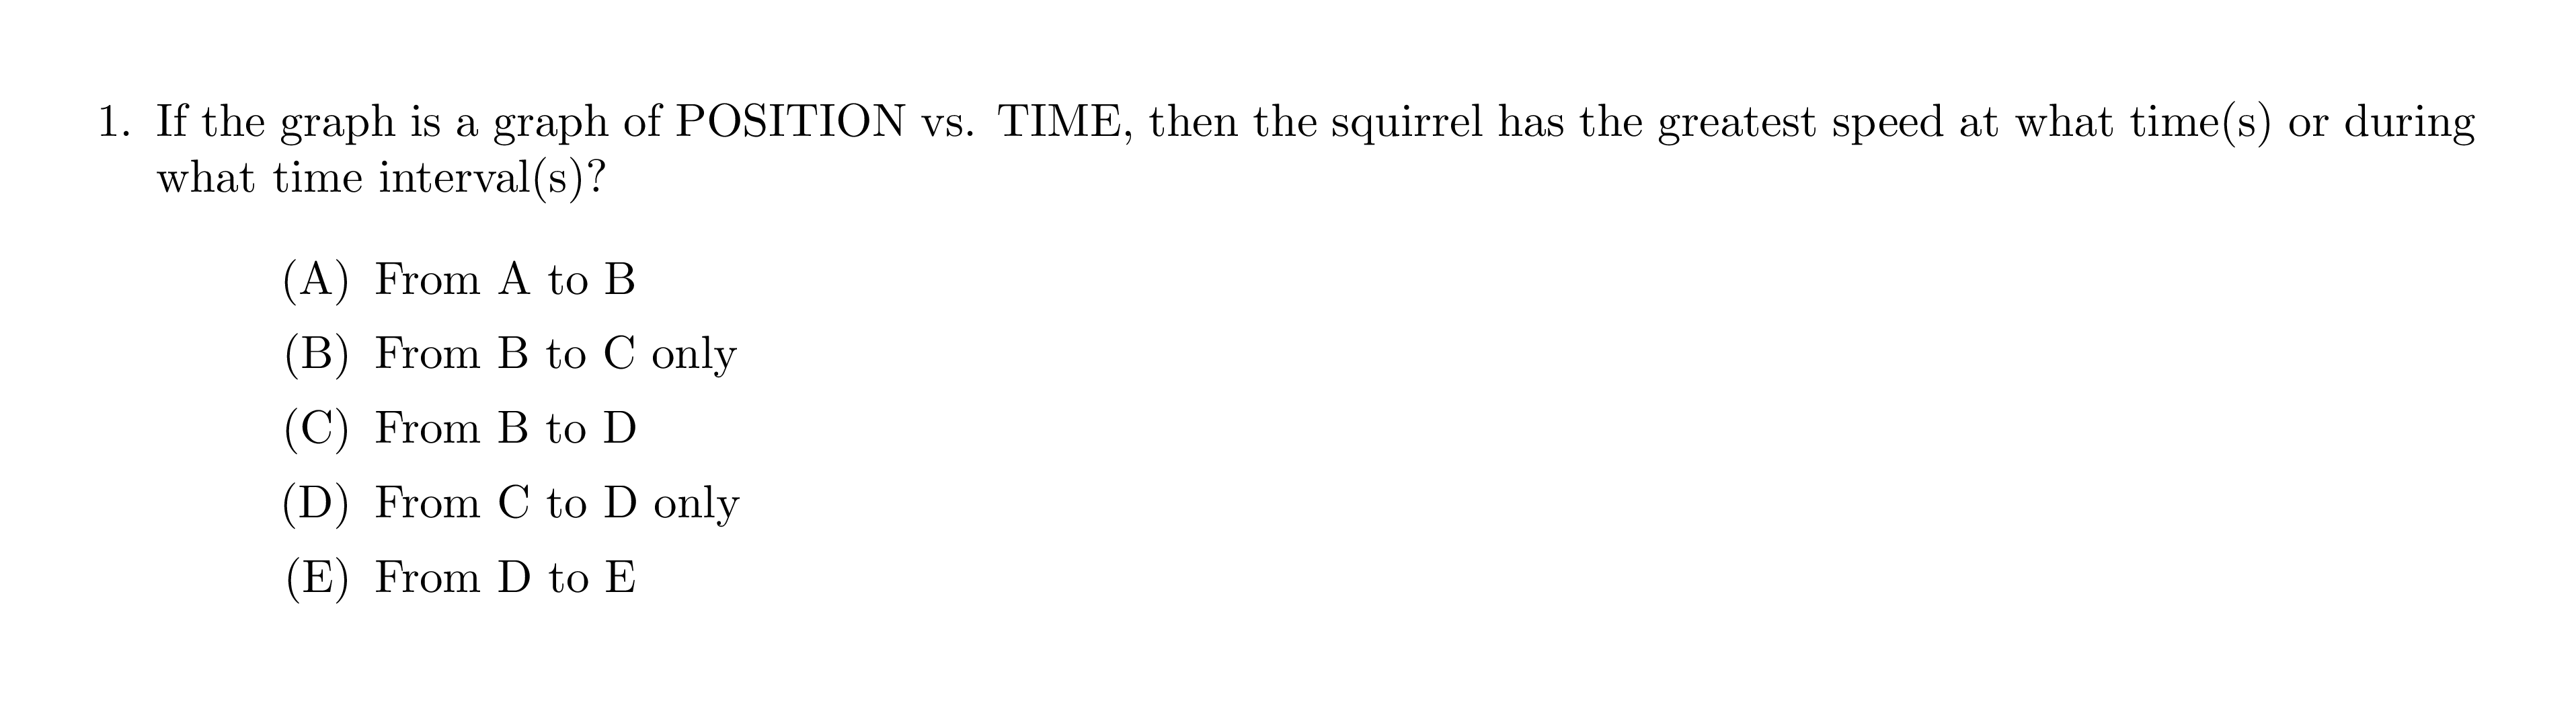 1. If the graph is a graph of POSITION vs. TIME, then the squirrel has the greatest speed at what time(s) or during
what time interval(s)?
(A) From A to B
(B) From B to C only
(C) From B to D
(D) From C to D only
(E) From D to E